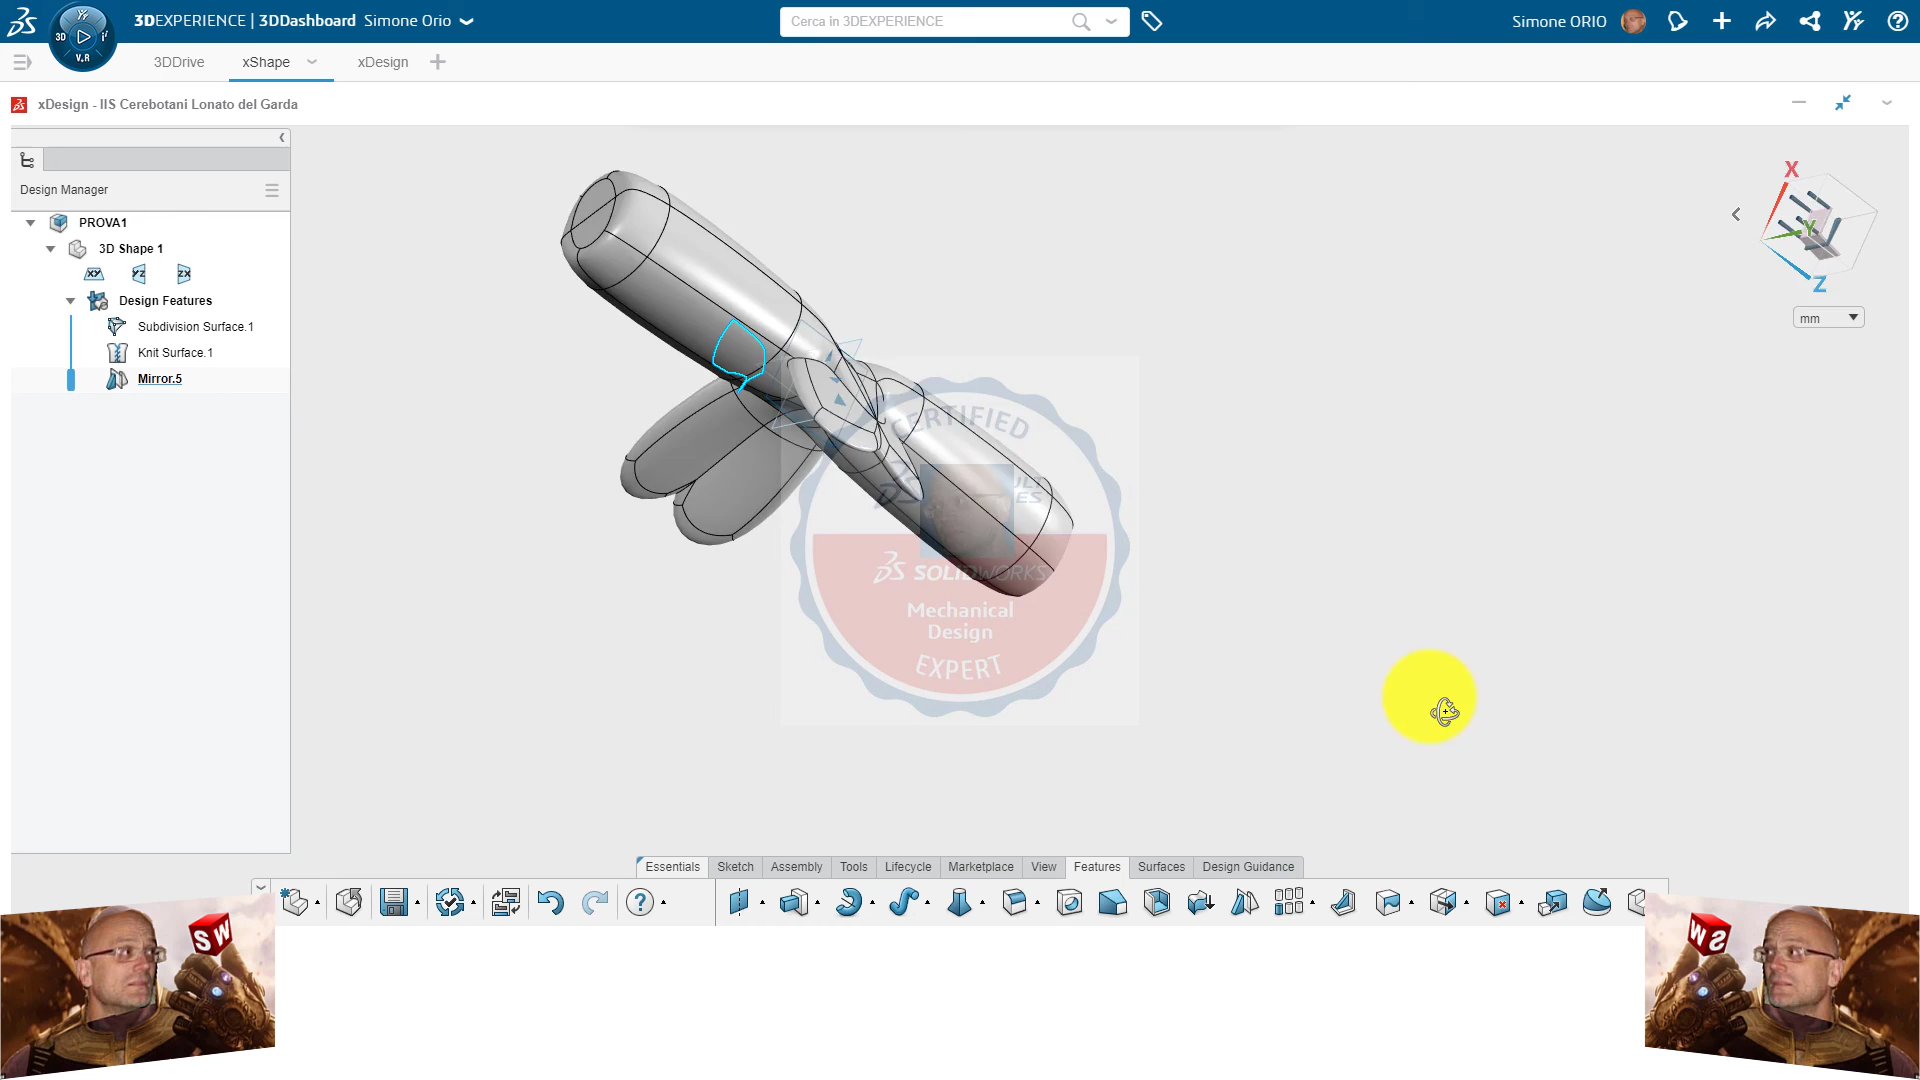 3DEXPERIENCE | 3DDashboard Simone Orio
3D
V.R
Cerca in 3DEXPERIENCE
Simone ORIO
3DDrive
xShape
xDesign
xDesign - IIS Cerebotani Lonato del Garda
Design Manager
PROVA1
3D Shape 1
XY
YZ
ZX
Design Features
Subdivision Surface.1
Knit Surface.1
Mirror.5
X
Y
Z
mm
CERTIFIED
SOLIDWORKS
Mechanical
Design
EXPERT
Essentials
Sketch
Assembly
Tools
Lifecycle
Marketplace
View
Features
Surfaces
Design Guidance
SW